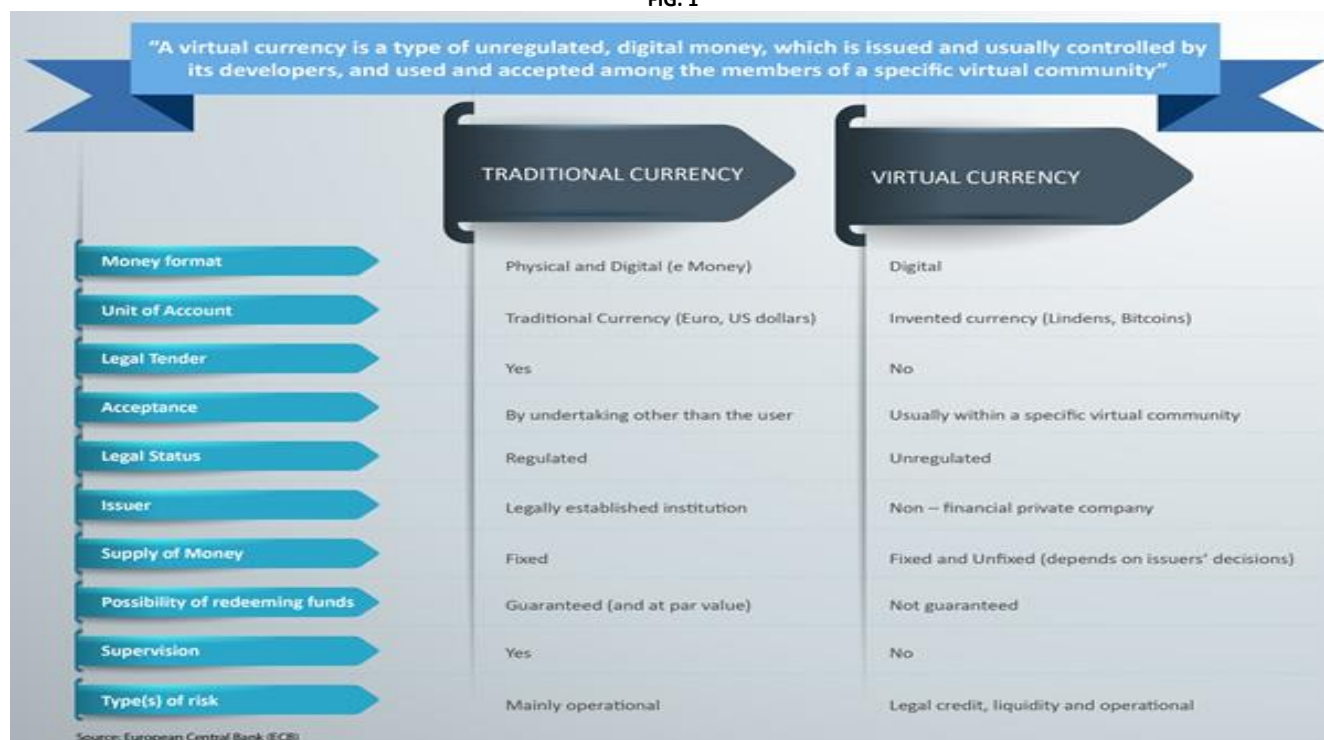 FIG. 1
"A virtual currency is a type of unregulated, digital money, which is issued and usually controlled by
its developers, and used and accepted among the members of a specific virtual community"
TRADITIONAL CURRENCY VIRTUAL CURRENCY
Money format Physical and Digital (e Money) Digital
Unit of Account Traditional Currency (Euro, US dollars) Invented currency (Lindens, Bitcoins)
Legal Tender Yes No
Acceptance By undertaking other than the user Usually within a specific virtual community
Legal Status Regulated Unregulated
Issuer Legally established institution Non – financial private company
Supply of Money Fixed Fixed and Unfixed (depends on issuers' decisions)
Possibility of redeeming funds Guaranteed (and at par value) Not guaranteed
Supervision Yes No
Type(s) of risk Mainly operational Legal credit, liquidity and operational
Source: European Central Bank (ECB)